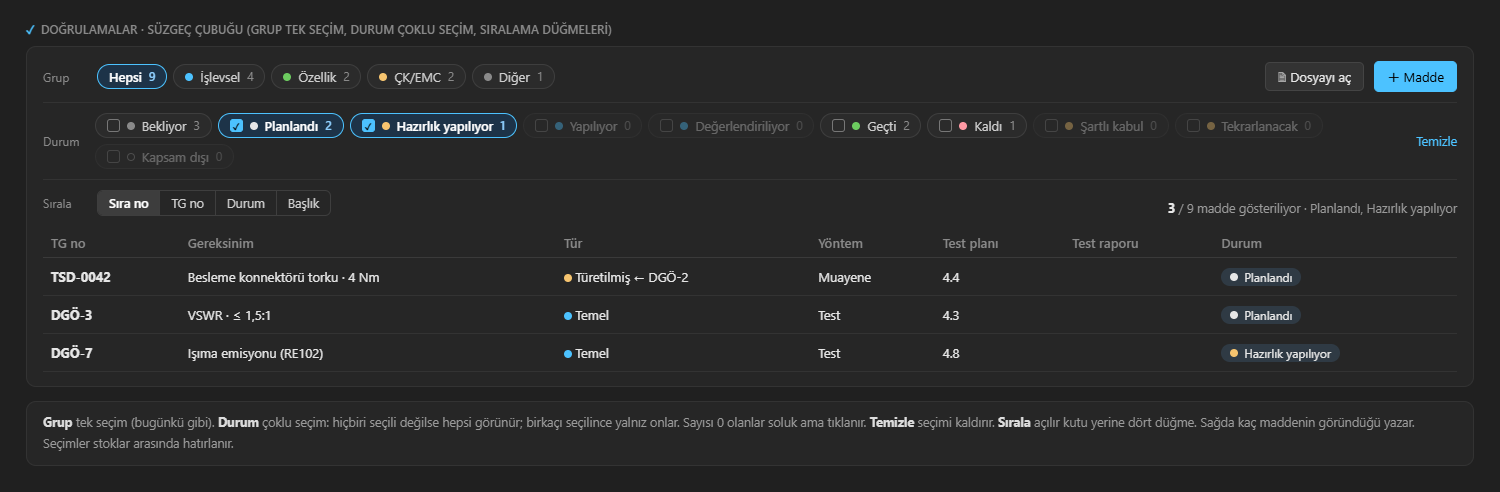 ✓ DOĞRULAMALAR · SÜZGEÇ ÇUBUĞU (GRUP TEK SEÇİM, DURUM ÇOKLU SEÇİM, SIRALAMA DÜĞMELERİ)
Grup Hepsi 9 İşlevsel 4 Özellik 2 ÇK/EMC 2 Diğer 1 Dosyayı aç + Madde
Durum Bekliyor 3 Planlandı 2 Hazırlık yapılıyor 1 Yapılıyor 0 Değerlendiriliyor 0 Geçti 2 Kaldı 1 Şartlı kabul 0 Tekrarlanacak 0 Temizle
Kapsam dışı 0
Sırala Sıra no TG no Durum Başlık 3 / 9 madde gösteriliyor · Planlandı, Hazırlık yapılıyor
TG no Gereksinim Tür Yöntem Test planı Test raporu Durum
TSD-0042 Besleme konnektörü torku · 4 Nm Türetilmiş ← DGÖ-2 Muayene 4.4 Planlandı
DGÖ-3 VSWR · ≤ 1,5:1 Temel Test 4.3 Planlandı
DGÖ-7 Işıma emisyonu (RE102) Temel Test 4.8 Hazırlık yapılıyor
Grup tek seçim (bugünkü gibi). Durum çoklu seçim: hiçbiri seçili değilse hepsi görünür; birkaçı seçilince yalnız onlar. Sayısı 0 olanlar soluk ama tıklanır. Temizle seçimi kaldırır. Sırala açılır kutu yerine dört düğme. Sağda kaç maddenin göründüğü yazar.
Seçimler stoklar arasında hatırlanır.